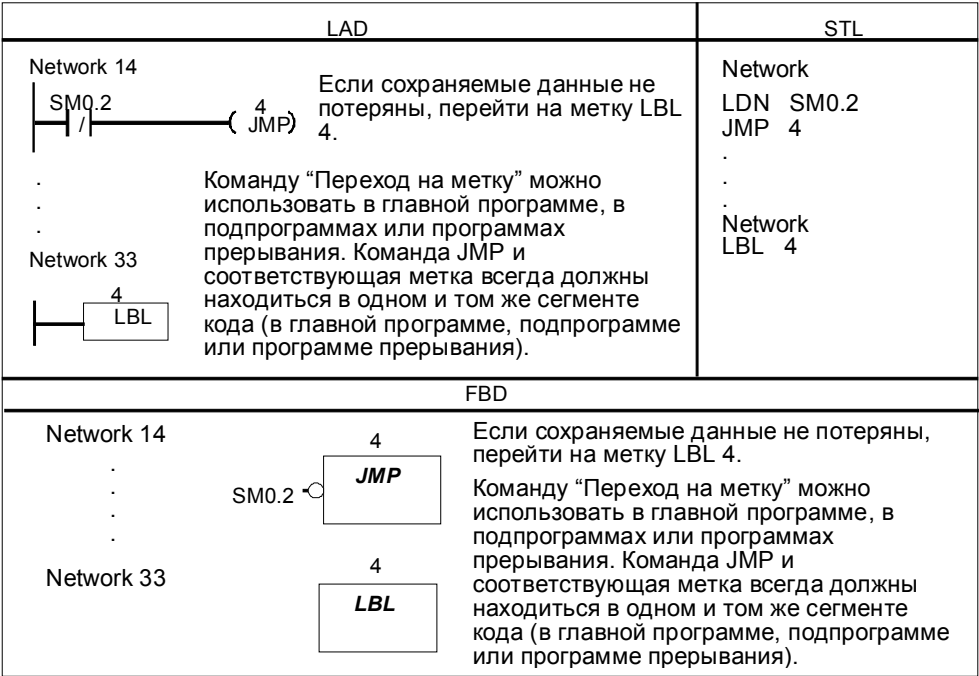 LAD
STL
Network 14
SM0.2
/
4
JMP
Если сохраняемые данные не
потеряны, перейти на метку LBL
4.
.
.
.
Команду “Переход на метку” можно
использовать в главной программе, в
подпрограммах или программах
прерывания. Команда JMP и
соответствующая метка всегда должны
находиться в одном и том же сегменте
кода (в главной программе, подпрограмме
или программе прерывания).
Network 33
4
LBL
Network
LDN SM0.2
JMP 4
.
.
.
Network
LBL 4
FBD
Network 14
.
.
.
.
Network 33
4
JMP
SM0.2
4
LBL
Если сохраняемые данные не потеряны,
перейти на метку LBL 4.
Команду “Переход на метку” можно
использовать в главной программе, в
подпрограммах или программах
прерывания. Команда JMP и
соответствующая метка всегда должны
находиться в одном и том же сегменте
кода (в главной программе, подпрограмме
или программе прерывания).